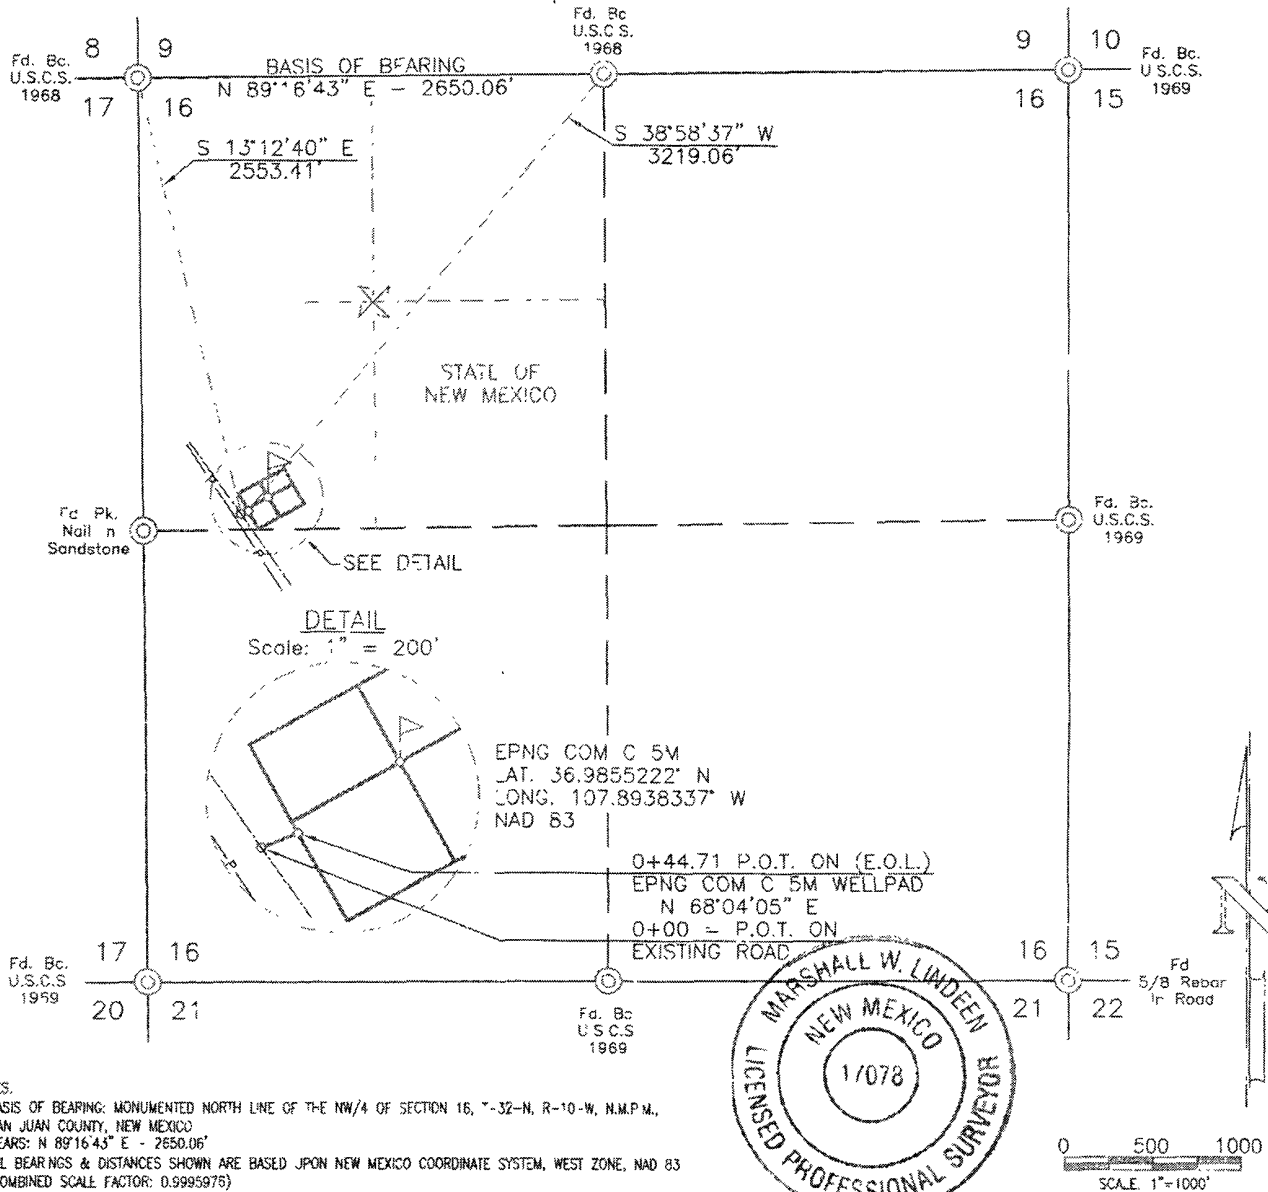 Fd. Bc
U.S.C.S.
1968
8 9
17 16
Fd. Bc.
U.S.C.S.
1968
9 10
16 15
Fd. Bc.
U.S.C.S.
1969
BASIS OF BEARING
N 89°16'43" E - 2650.06'
S 13°12'40" E
2553.41'
S 38°58'37" W
3219.06'
STATE OF
NEW MEXICO
Fd Pk.
Nail n
Sandstone
Fd. Bc.
U.S.C.S.
1969
SEE DETAIL
DETAIL
Scale: 1" = 200'
EPNG COM C 5M
LAT. 36.9855222° N
LONG. 107.8938337° W
NAD 83
0+44.71 P.O.T. ON (E.O.L.)
EPNG COM C 5M WELLPAD
N 68°04'05" E
0+00 - P.O.T. ON
EXISTING ROAD
17 16
20 21
Fd. Bc.
U.S.C.S
1959
Fd. Bc
U S C.S
1969
16 15
21 22
Fd
5/8 Rebar
Ir Road
N
MARSHALL W. LINDEEN
NEW MEXICO
17078
LICENSED PROFESSIONAL SURVEYOR
ES.
ASIS OF BEARING: MONUMENTED NORTH LINE OF THE NW/4 OF SECTION 16, T-32-N, R-10-W, N.M.P.M.,
AN JUAN COUNTY, NEW MEXICO
EARS: N 89°16'43" E - 2650.06'
L BEARINGS & DISTANCES SHOWN ARE BASED UPON NEW MEXICO COORDINATE SYSTEM, WEST ZONE, NAD 83
OMBINED SCALE FACTOR: 0.9995975)
0 500 1000
SCALE. 1"=1000'